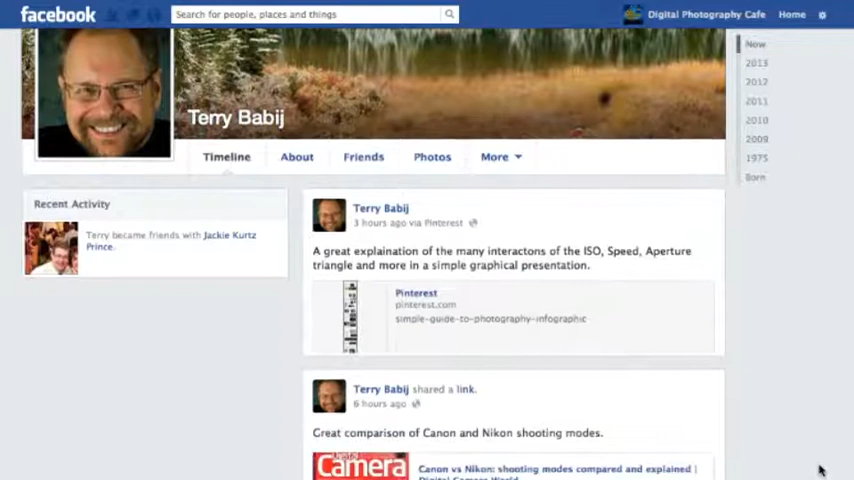 facebook
Search for people, places and things
Digital Photography Cafe
Home
Now
2013
2012
2011
2010
2009
1975
Born
Terry Babij
Timeline
About
Friends
Photos
More
Recent Activity
Terry became friends with Jackie Kurtz
Prince.
Terry Babij
3 hours ago via Pinterest
A great explaination of the many interactons of the ISO, Speed, Aperture
triangle and more in a simple graphical presentation.
Pinterest
pinterest.com
simple-guide-to-photography-infographic
Terry Babij shared a link.
6 hours ago
Great comparison of Canon and Nikon shooting modes.
Digital
Camera
Canon vs Nikon: shooting modes compared and explained |
Digital Camera World